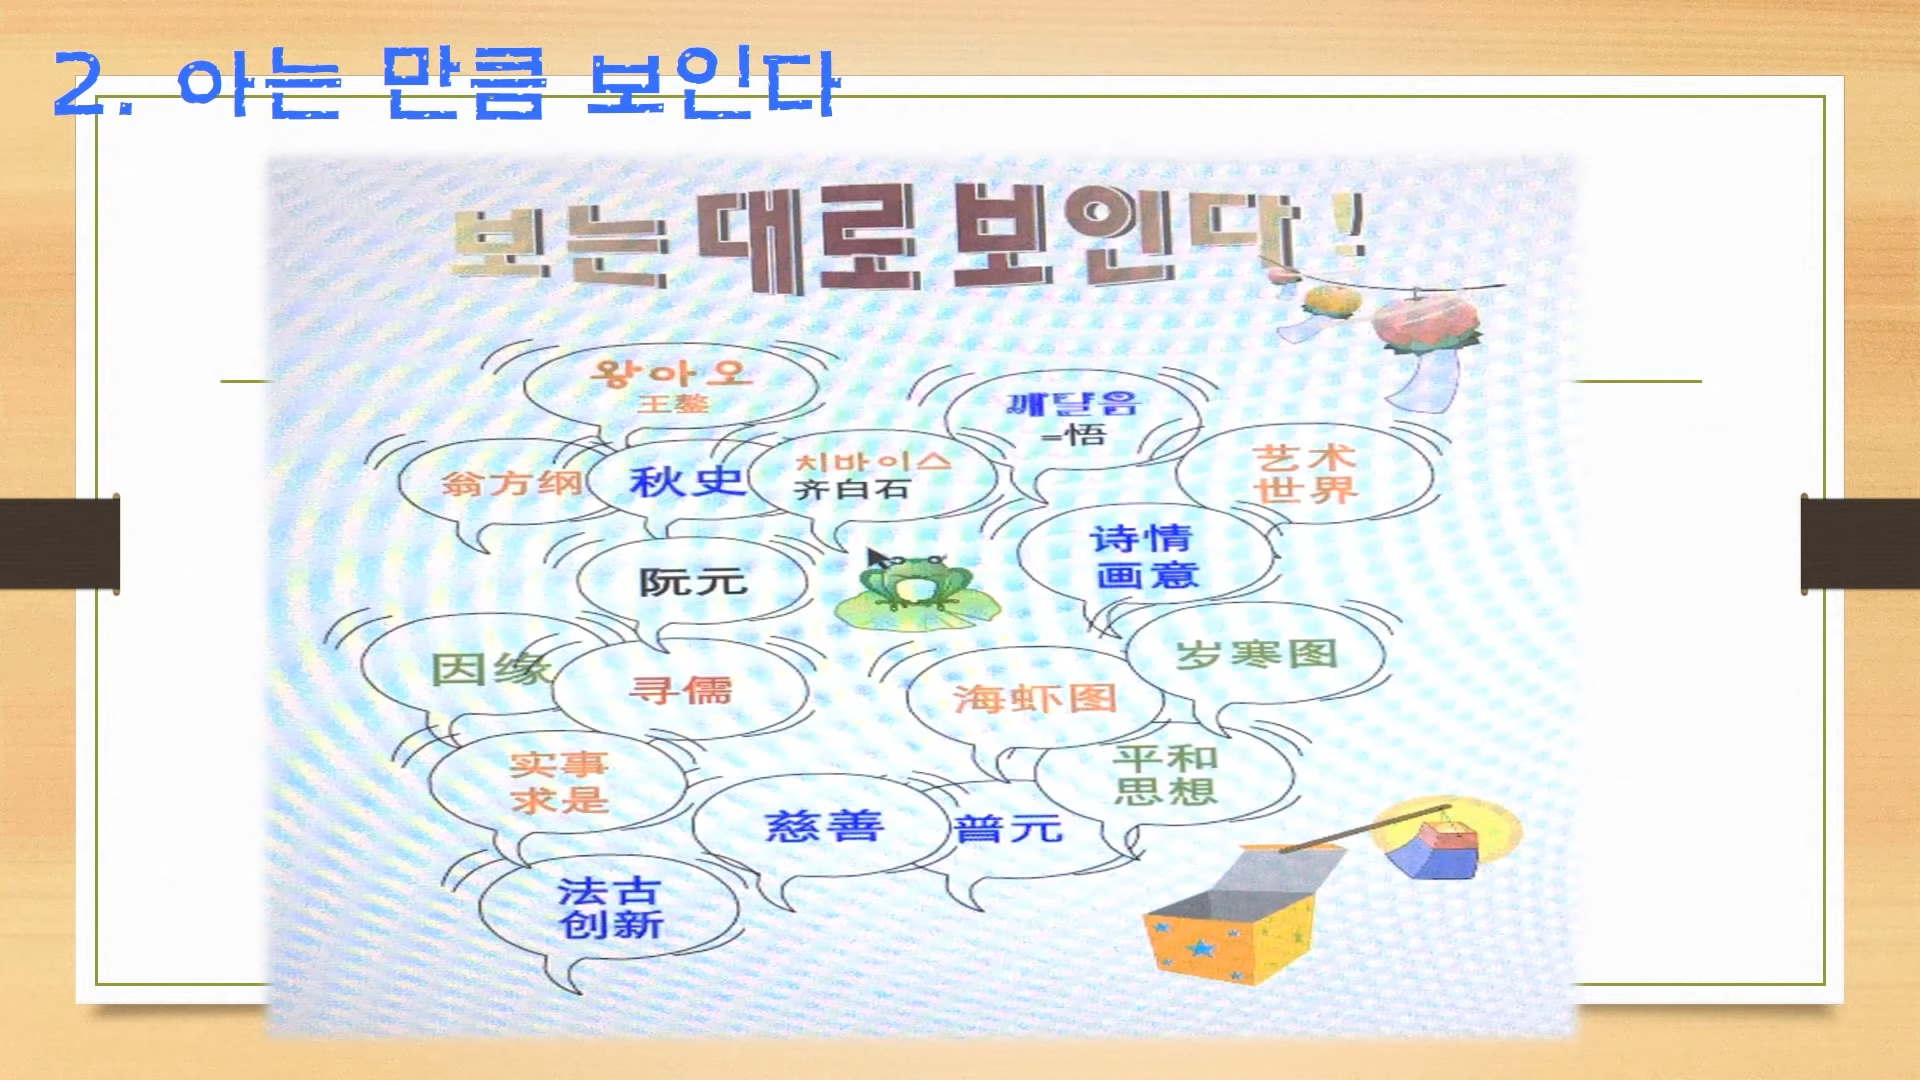 2. 아는 만큼 보인다
보는대로보인다!
왕아오
王鏊
깨달음
=悟
翁方纲
秋史
치바이스
齐白石
艺术
世界
阮元
诗情
画意
因缘
寻儒
海虾图
岁寒图
实事
求是
慈善
普元
平和
思想
法古
创新